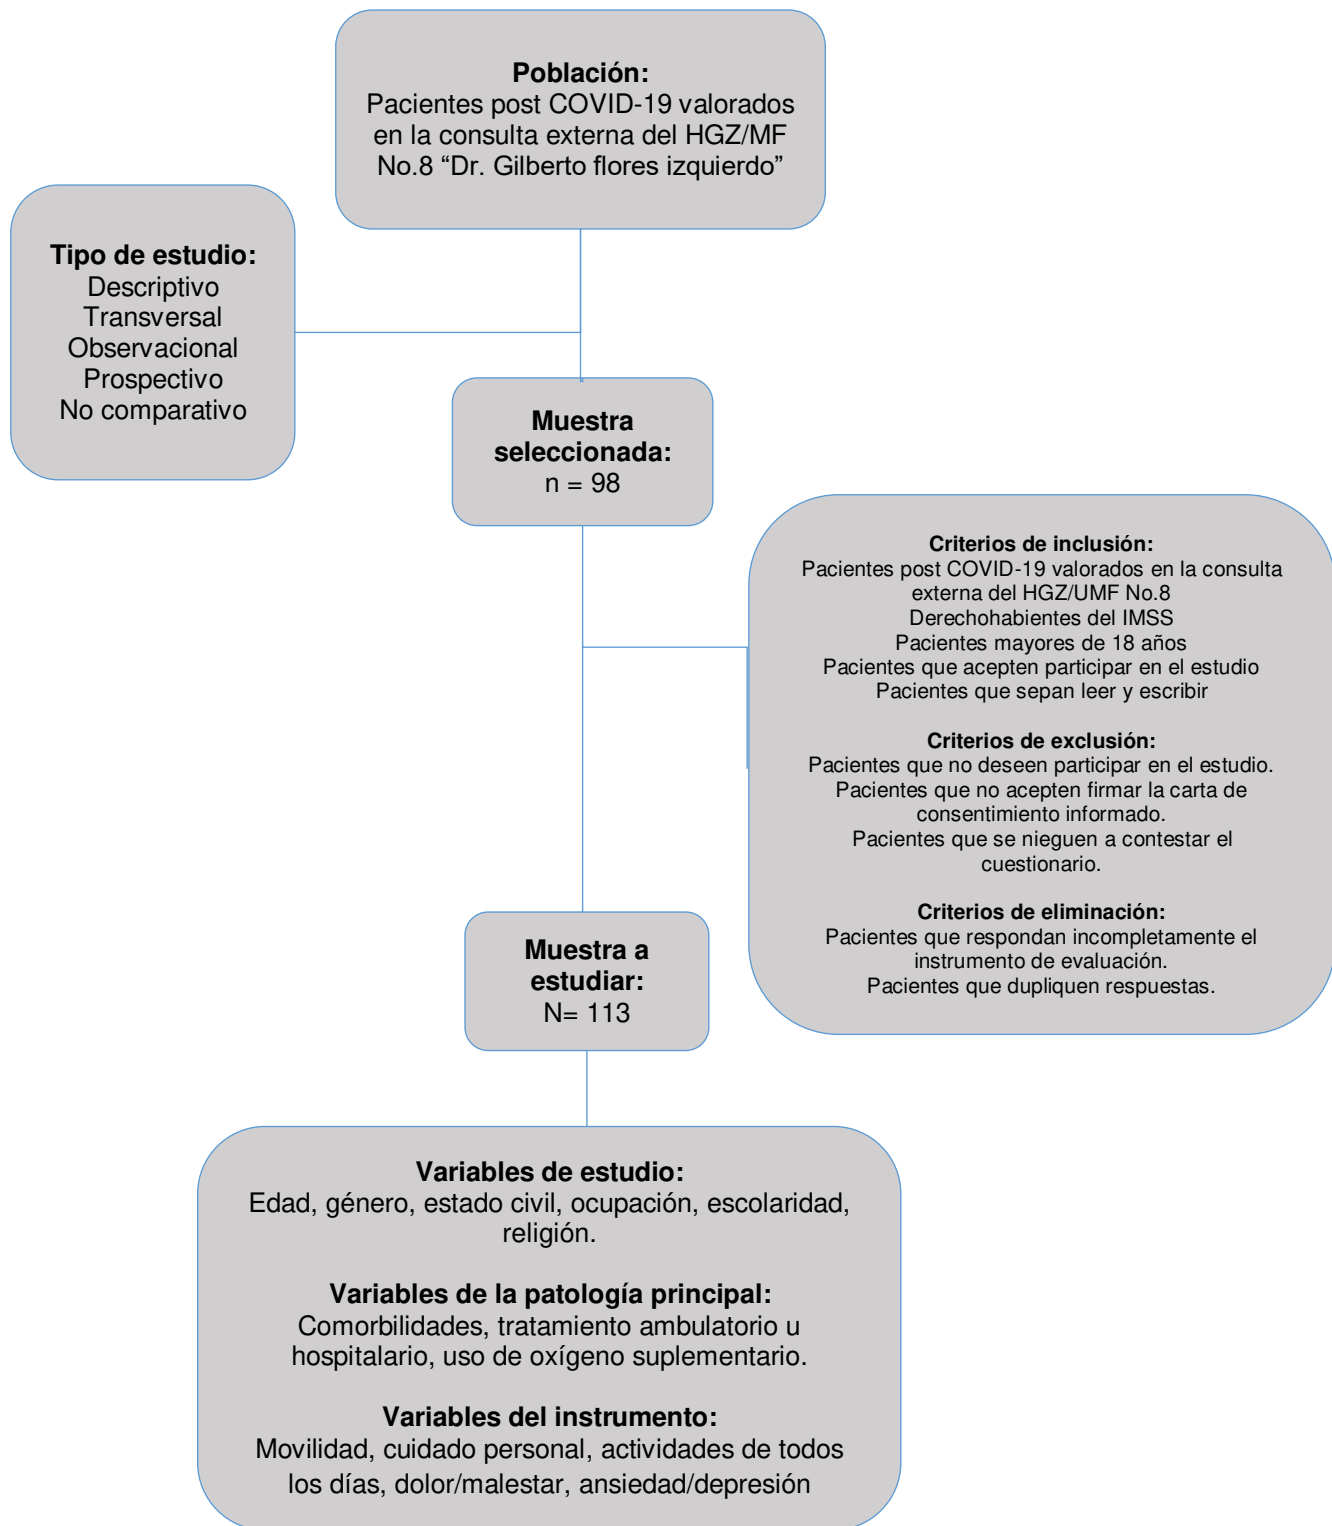 Población:
Pacientes post COVID-19 valorados
en la consulta externa del HGZ/MF
No.8 “Dr. Gilberto flores izquierdo”
Tipo de estudio:
Descriptivo
Transversal
Observacional
Prospectivo
No comparativo
Muestra
seleccionada:
n = 98
Criterios de inclusión:
Pacientes post COVID-19 valorados en la consulta
externa del HGZ/UMF No.8
Derechohabientes del IMSS
Pacientes mayores de 18 años
Pacientes que acepten participar en el estudio
Pacientes que sepan leer y escribir
Criterios de exclusión:
Pacientes que no deseen participar en el estudio.
Pacientes que no acepten firmar la carta de
consentimiento informado.
Pacientes que se nieguen a contestar el
cuestionario.
Criterios de eliminación:
Pacientes que respondan incompletamente el
instrumento de evaluación.
Pacientes que dupliquen respuestas.
Muestra a
estudiar:
N= 113
Variables de estudio:
Edad, género, estado civil, ocupación, escolaridad,
religión.
Variables de la patología principal:
Comorbilidades, tratamiento ambulatorio u
hospitalario, uso de oxígeno suplementario.
Variables del instrumento:
Movilidad, cuidado personal, actividades de todos
los días, dolor/malestar, ansiedad/depresión